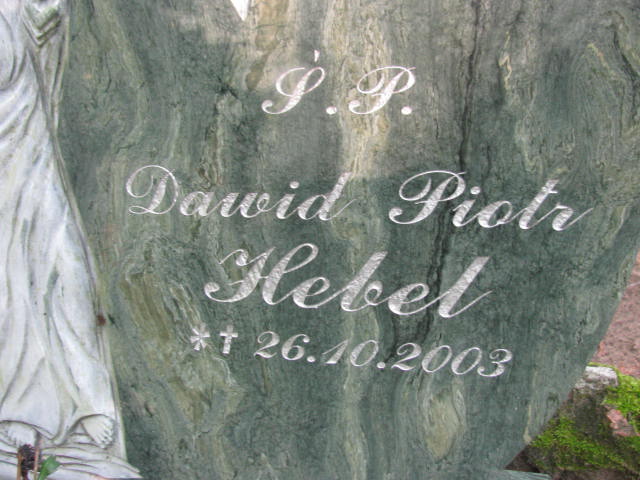 Ś.P.
Dawid Piotr
Hebel
*† 26.10.2003